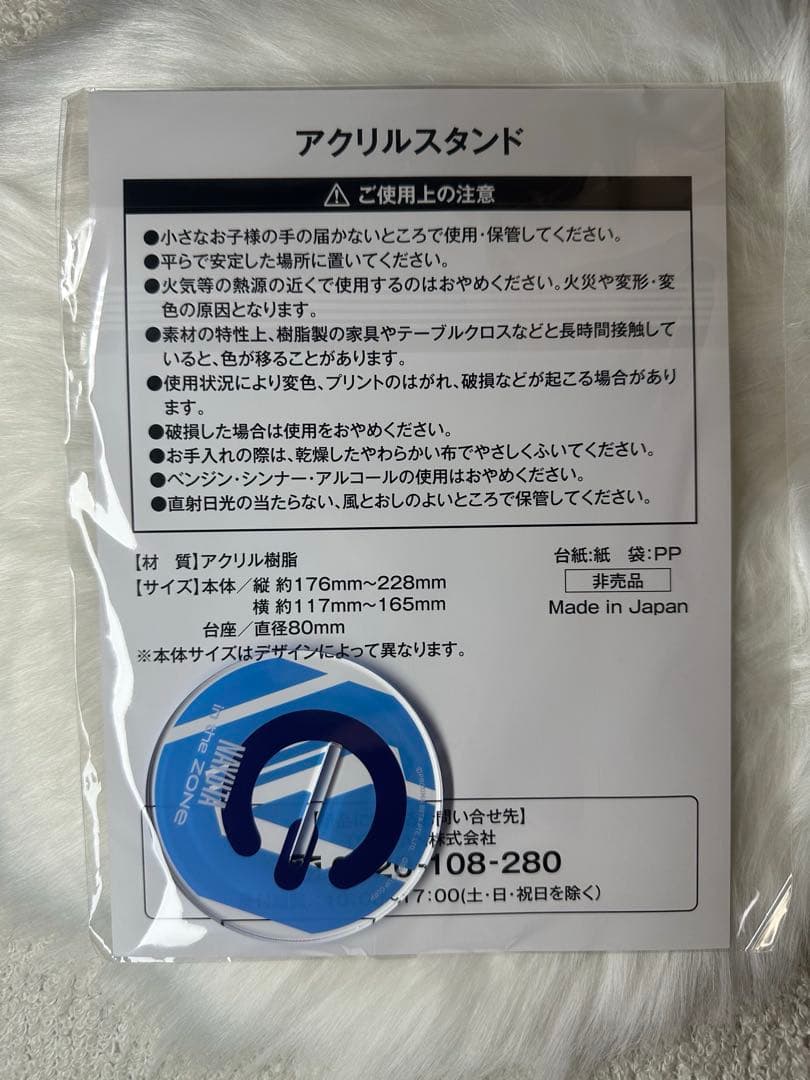 アクリルスタンド
ご使用上の注意
●小さなお子様の手の届かないところで使用・保管してください。
●平らで安定した場所に置いてください。
●火気等の熱源の近くで使用するのはおやめください。火災や変形・変
色の原因となります。
●素材の特性上、樹脂製の家具やテーブルクロスなどと長時間接触して
いると、色が移ることがあります。
●使用状況により変色、プリントのはがれ、破損などが起こる場合があり
ます。
●破損した場合は使用をおやめください。
●お手入れの際は、乾燥したやわらかい布でやさしくふいてください。
●ベンジン・シンナー・アルコールの使用はおやめください。
●直射日光の当たらない、風とおしのよいところで保管してください。
【材　質】アクリル樹脂
【サイズ】本体／縦 約176mm～228mm
横 約117mm～165mm
台座／直径80mm
※本体サイズはデザインによって異なります。
台紙:紙　袋:PP
非売品
Made in Japan
in the ZONe
問い合せ先】
株式会社
-108-280
17:00(土・日・祝日を除く)